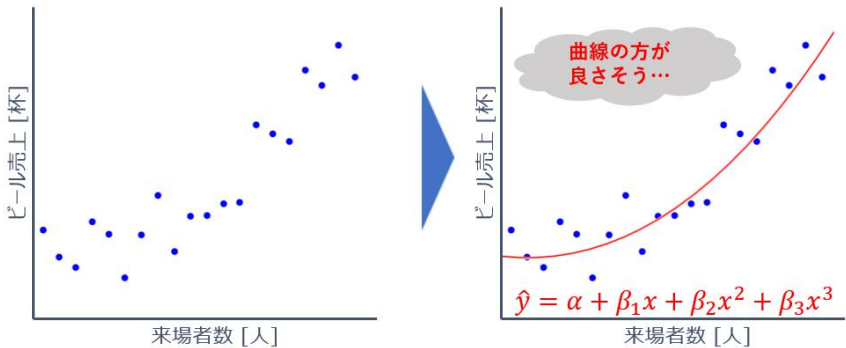 ビール売上 [杯]
来場者数 [人]
曲線の方が
良さそう…
ビール売上 [杯]
ŷ = α + β₁x + β₂x² + β₃x³
来場者数 [人]